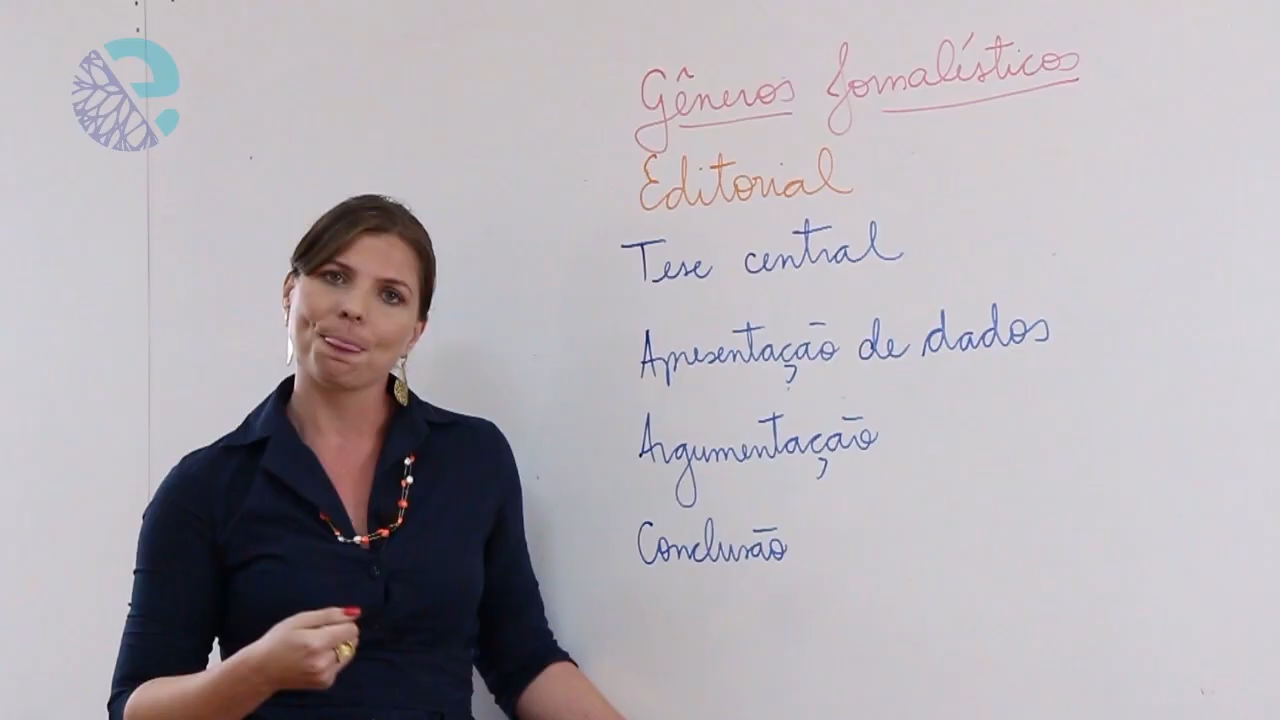 Gêneros Jornalísticos
Editorial
Tese central
Apresentação de dados
Argumentação
Conclusão